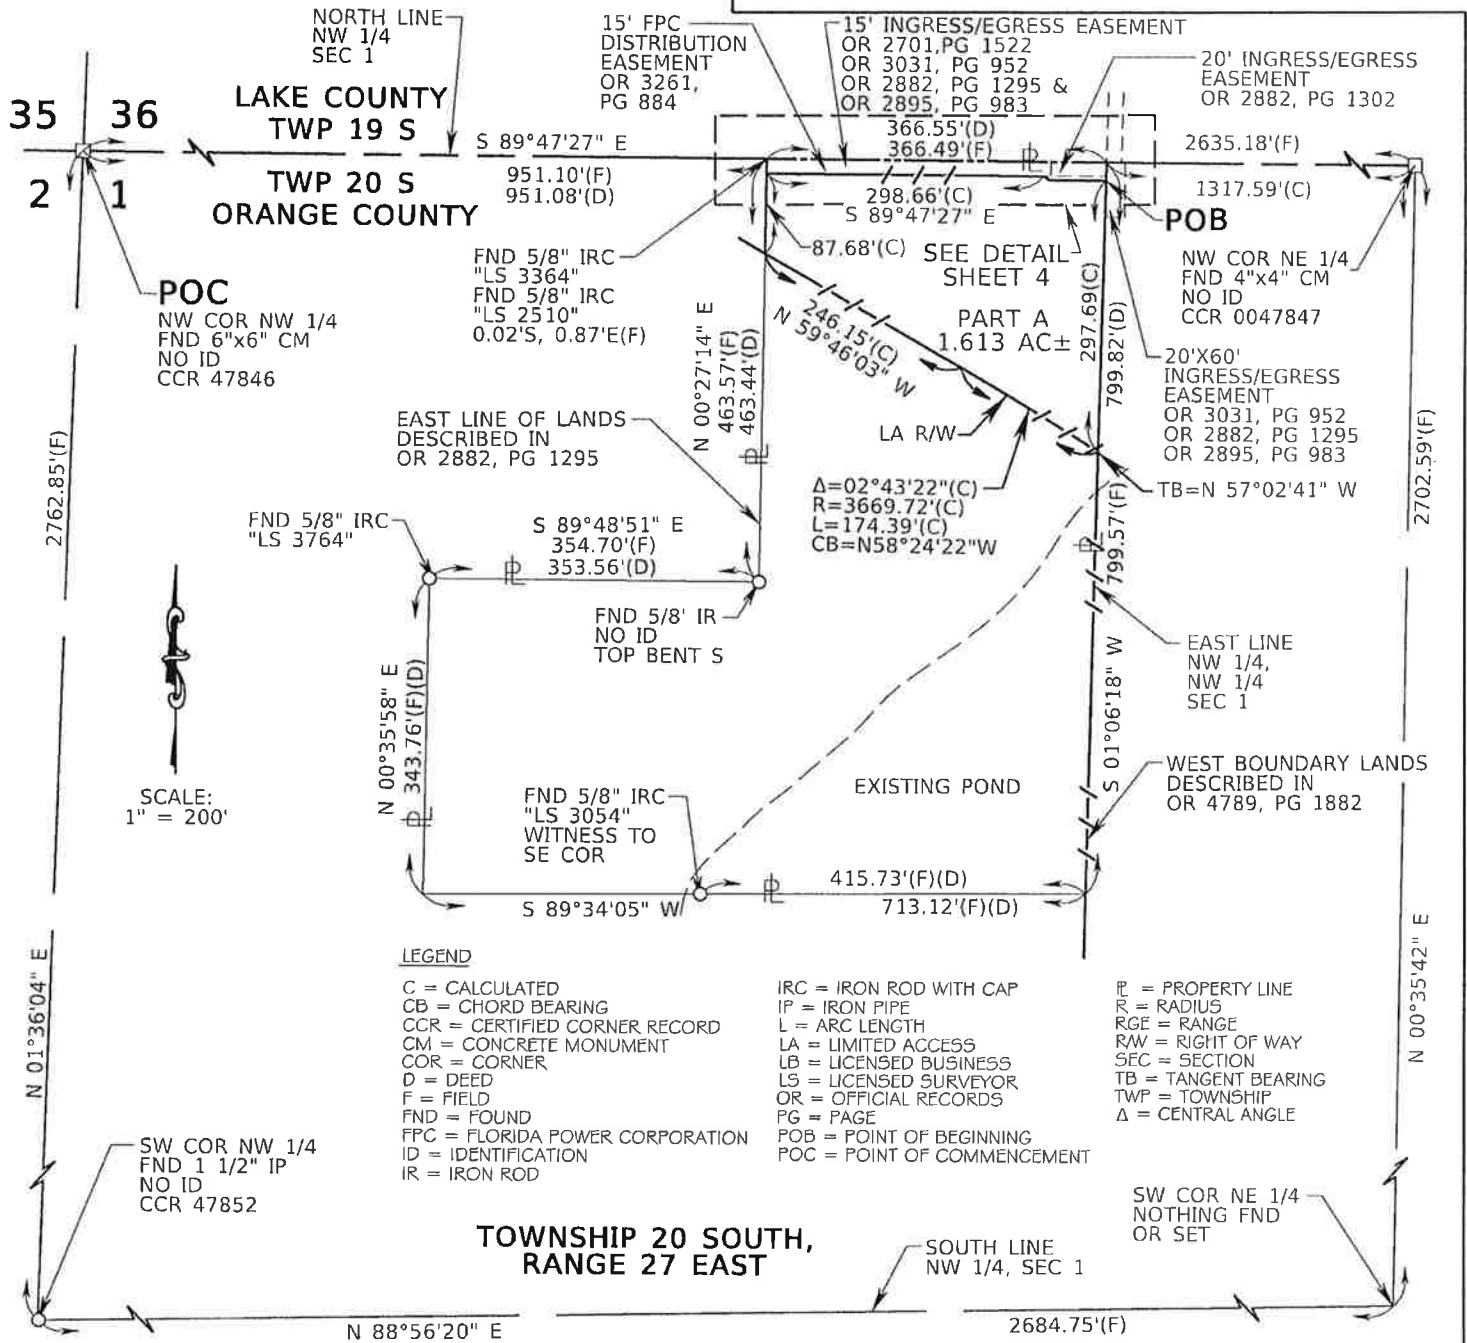 NORTH LINE
NW 1/4
SEC 1
15' FPC
DISTRIBUTION
EASEMENT
OR 3261,
PG 884
15' INGRESS/EGRESS EASEMENT
OR 2701,PG 1522
OR 3031, PG 952
OR 2882, PG 1295 &
OR 2895, PG 983
20' INGRESS/EGRESS
EASEMENT
OR 2882, PG 1302
35 36
LAKE COUNTY
TWP 19 S
S 89°47'27" E
366.55'(D)
366.49'(F)
2635.18'(F)
2 1
TWP 20 S
ORANGE COUNTY
951.10'(F)
951.08'(D)
298.66'(C)
S 89°47'27" E
1317.59'(C)
POB
POC
NW COR NW 1/4
FND 6"x6" CM
NO ID
CCR 47846
FND 5/8" IRC
"LS 3364"
FND 5/8" IRC
"LS 2510"
0.02'S, 0.87'E(F)
87.68'(C)
SEE DETAIL
SHEET 4
NW COR NE 1/4
FND 4"x4" CM
NO ID
CCR 0047847
PART A
1.613 AC±
297.69(C)
799.82'(D)
246.15'(C)
N 59°46'03" W
20'X60'
INGRESS/EGRESS
EASEMENT
OR 3031, PG 952
OR 2882, PG 1295
OR 2895, PG 983
N 00°27'14" E
463.57'(F)
463.44'(D)
EAST LINE OF LANDS
DESCRIBED IN
OR 2882, PG 1295
LA R/W
Δ=02°43'22"(C)
R=3669.72'(C)
L=174.39'(C)
CB=N58°24'22"W
TB=N 57°02'41" W
2762.85'(F)
2702.59'(F)
FND 5/8" IRC
"LS 3764"
S 89°48'51" E
354.70'(F)
353.56'(D)
799.57'(F)
FND 5/8' IR
NO ID
TOP BENT S
EAST LINE
NW 1/4,
NW 1/4
SEC 1
N 00°35'58" E
343.76'(F)(D)
S 01°06'18" W
SCALE:
1" = 200'
EXISTING POND
WEST BOUNDARY LANDS
DESCRIBED IN
OR 4789, PG 1882
FND 5/8" IRC
"LS 3054"
WITNESS TO
SE COR
415.73'(F)(D)
S 89°34'05" W
713.12'(F)(D)
N 01°36'04" E
N 00°35'42" E
LEGEND
C = CALCULATED
CB = CHORD BEARING
CCR = CERTIFIED CORNER RECORD
CM = CONCRETE MONUMENT
COR = CORNER
D = DEED
F = FIELD
FND = FOUND
FPC = FLORIDA POWER CORPORATION
ID = IDENTIFICATION
IR = IRON ROD
IRC = IRON ROD WITH CAP
IP = IRON PIPE
L = ARC LENGTH
LA = LIMITED ACCESS
LB = LICENSED BUSINESS
LS = LICENSED SURVEYOR
OR = OFFICIAL RECORDS
PG = PAGE
POB = POINT OF BEGINNING
POC = POINT OF COMMENCEMENT
PL = PROPERTY LINE
R = RADIUS
RGE = RANGE
R/W = RIGHT OF WAY
SEC = SECTION
TB = TANGENT BEARING
TWP = TOWNSHIP
Δ = CENTRAL ANGLE
SW COR NW 1/4
FND 1 1/2" IP
NO ID
CCR 47852
SW COR NE 1/4
NOTHING FND
OR SET
TOWNSHIP 20 SOUTH,
RANGE 27 EAST
SOUTH LINE
NW 1/4, SEC 1
N 88°56'20" E
2684.75'(F)